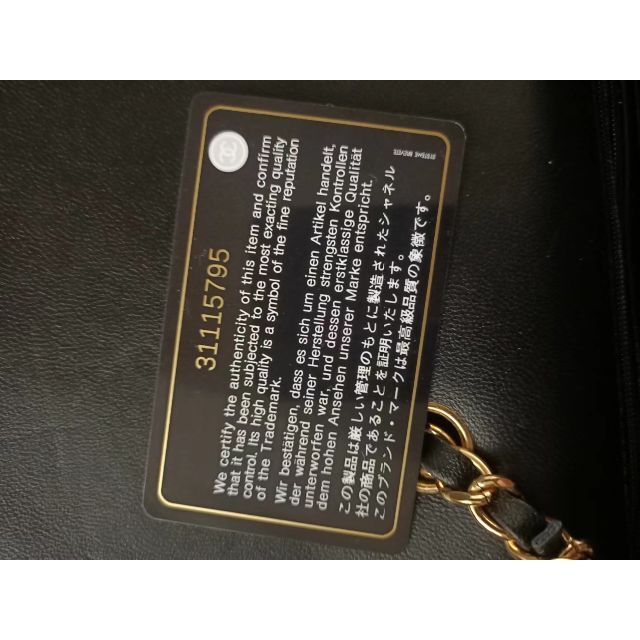 31115795
We certify the authenticity of this item and confirm
that it has been subjected to the most exacting quality
control. Its high quality is a symbol of the fine reputation
of the Trademark.
Wir bestätigen, dass es sich um einen Artikel handelt,
der während seiner Herstellung strengsten Kontrollen
unterworfen war, und dessen erstklassige Qualität
dem hohen Ansehen unserer Marke entspricht.
この製品は厳しい管理のもとに製造されたシャネル
社の商品であることを証明いたします。
このブランド・マークは最高級品質の象徴です。